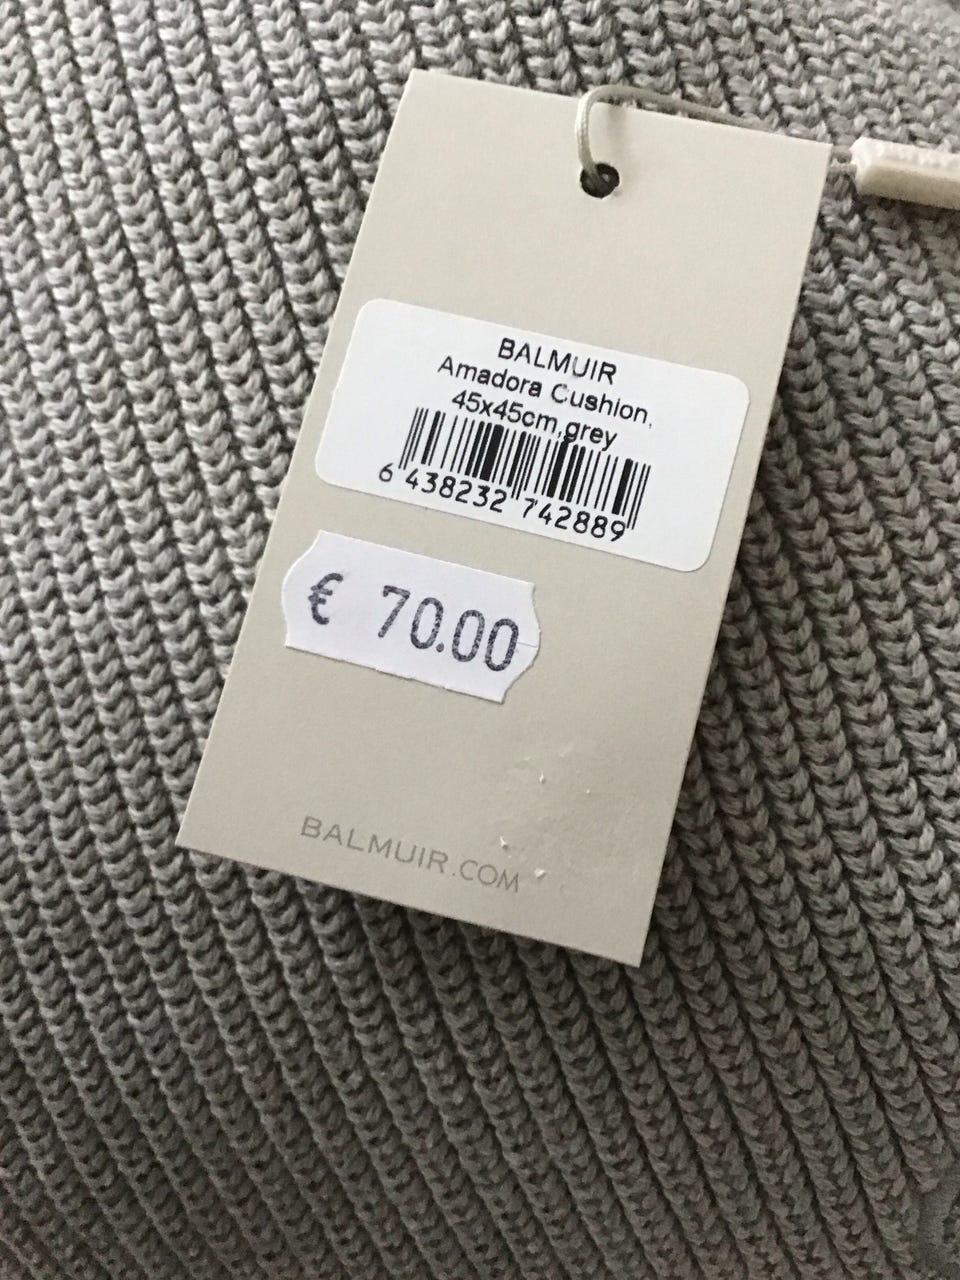 BALMUIR
Amadora Cushion,
45x45cm,grey
6 438232 742889
€ 70.00
BALMUIR.COM